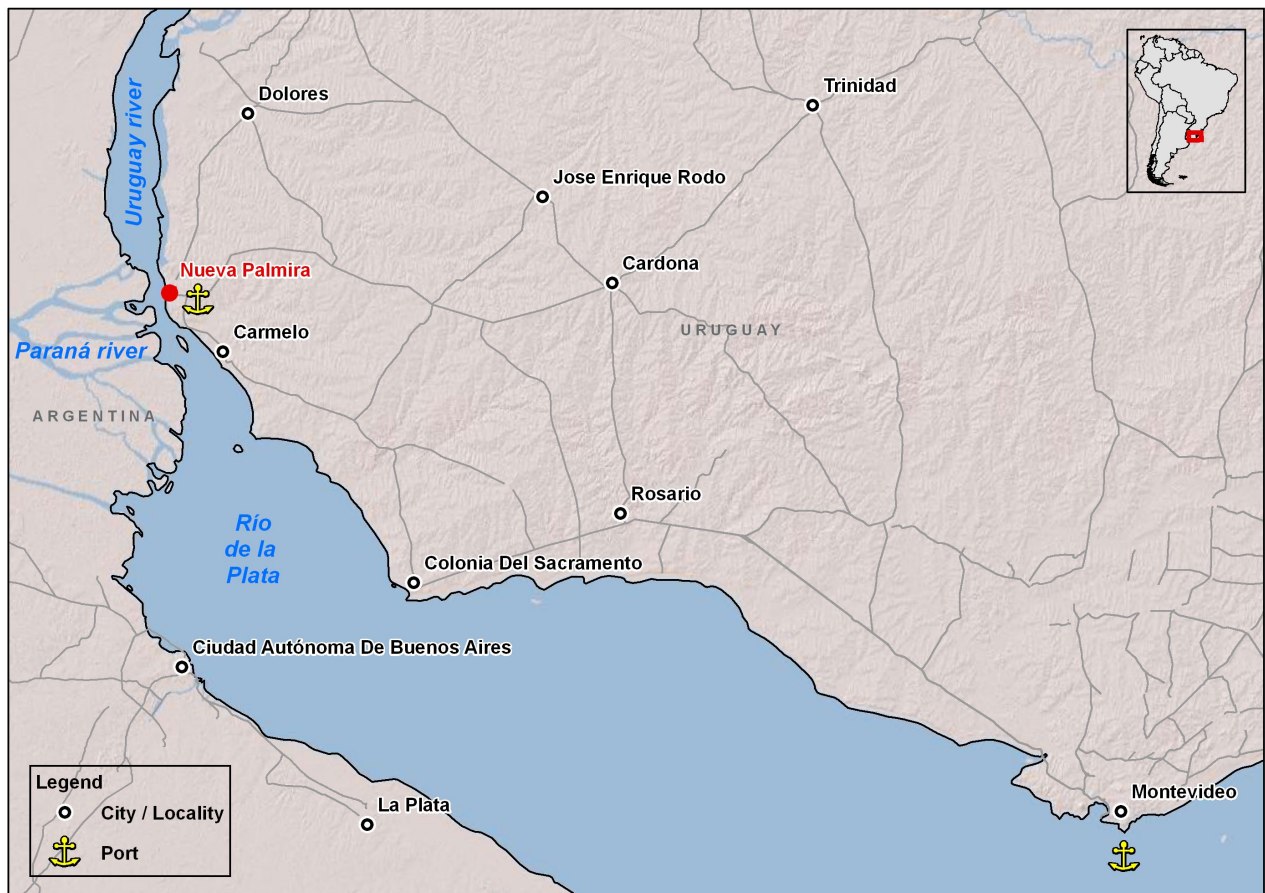 Dolores
Trinidad
Uruguay river
Jose Enrique Rodo
Nueva Palmira
Cardona
URUGUAY
Carmelo
Paraná river
ARGENTINA
Rosario
Río
de la
Plata
Colonia Del Sacramento
Ciudad Autónoma De Buenos Aires
Legend
City / Locality
Port
La Plata
Montevideo